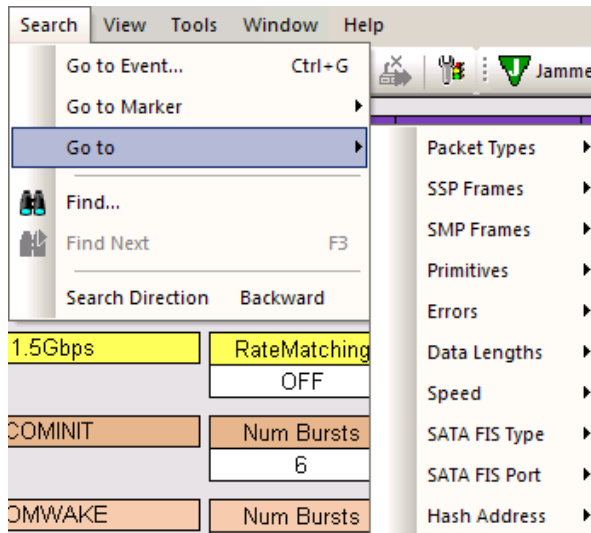 Search View Tools Window Help
Go to Event... Ctrl+G
Go to Marker
Go to
Find...
Find Next F3
Search Direction Backward
J Jamme
Packet Types
SSP Frames
SMP Frames
Primitives
Errors
Data Lengths
Speed
SATA FIS Type
SATA FIS Port
Hash Address
1.5Gbps RateMatching
OFF
COMINIT Num Bursts
6
OMWAKE Num Bursts